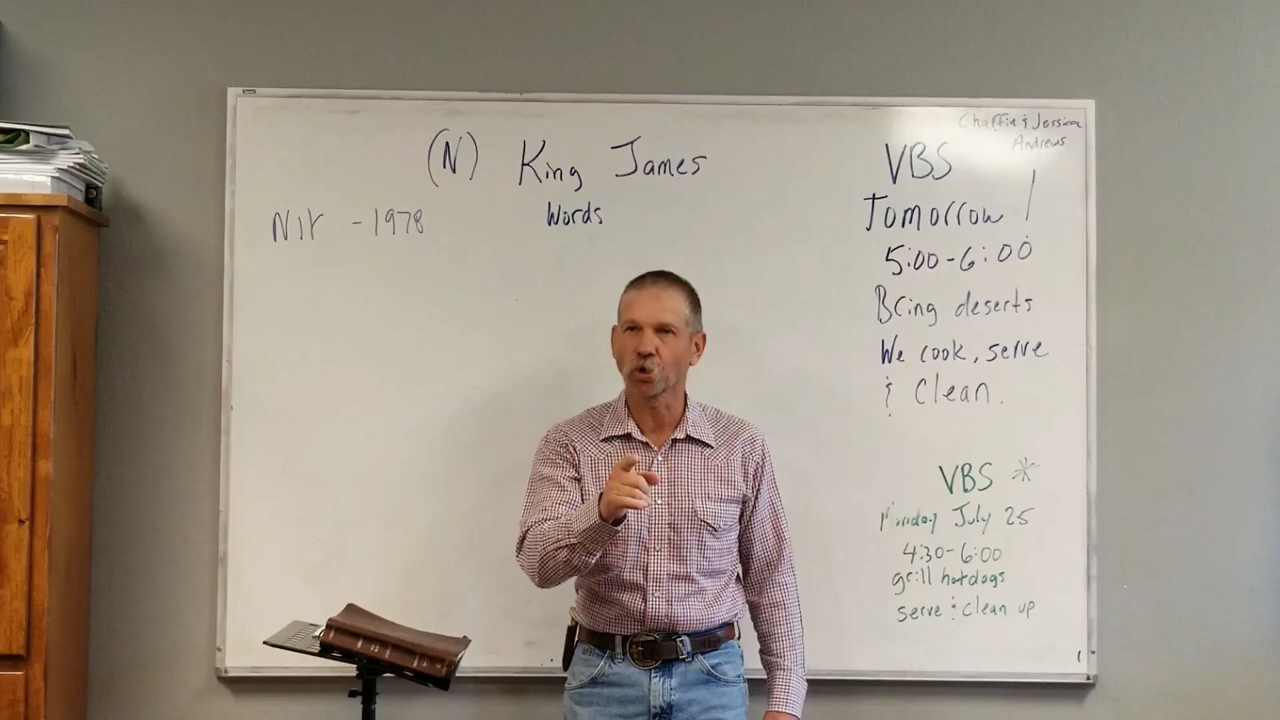 Chaffin & Jessica
Andrews
(N) King James
Words
NIV - 1978
VBS
Tomorrow!
5:00-6:00
Bring deserts
We cook, serve
& Clean.
VBS *
Monday July 25
4:30-6:00
grill hotdogs
serve & clean up